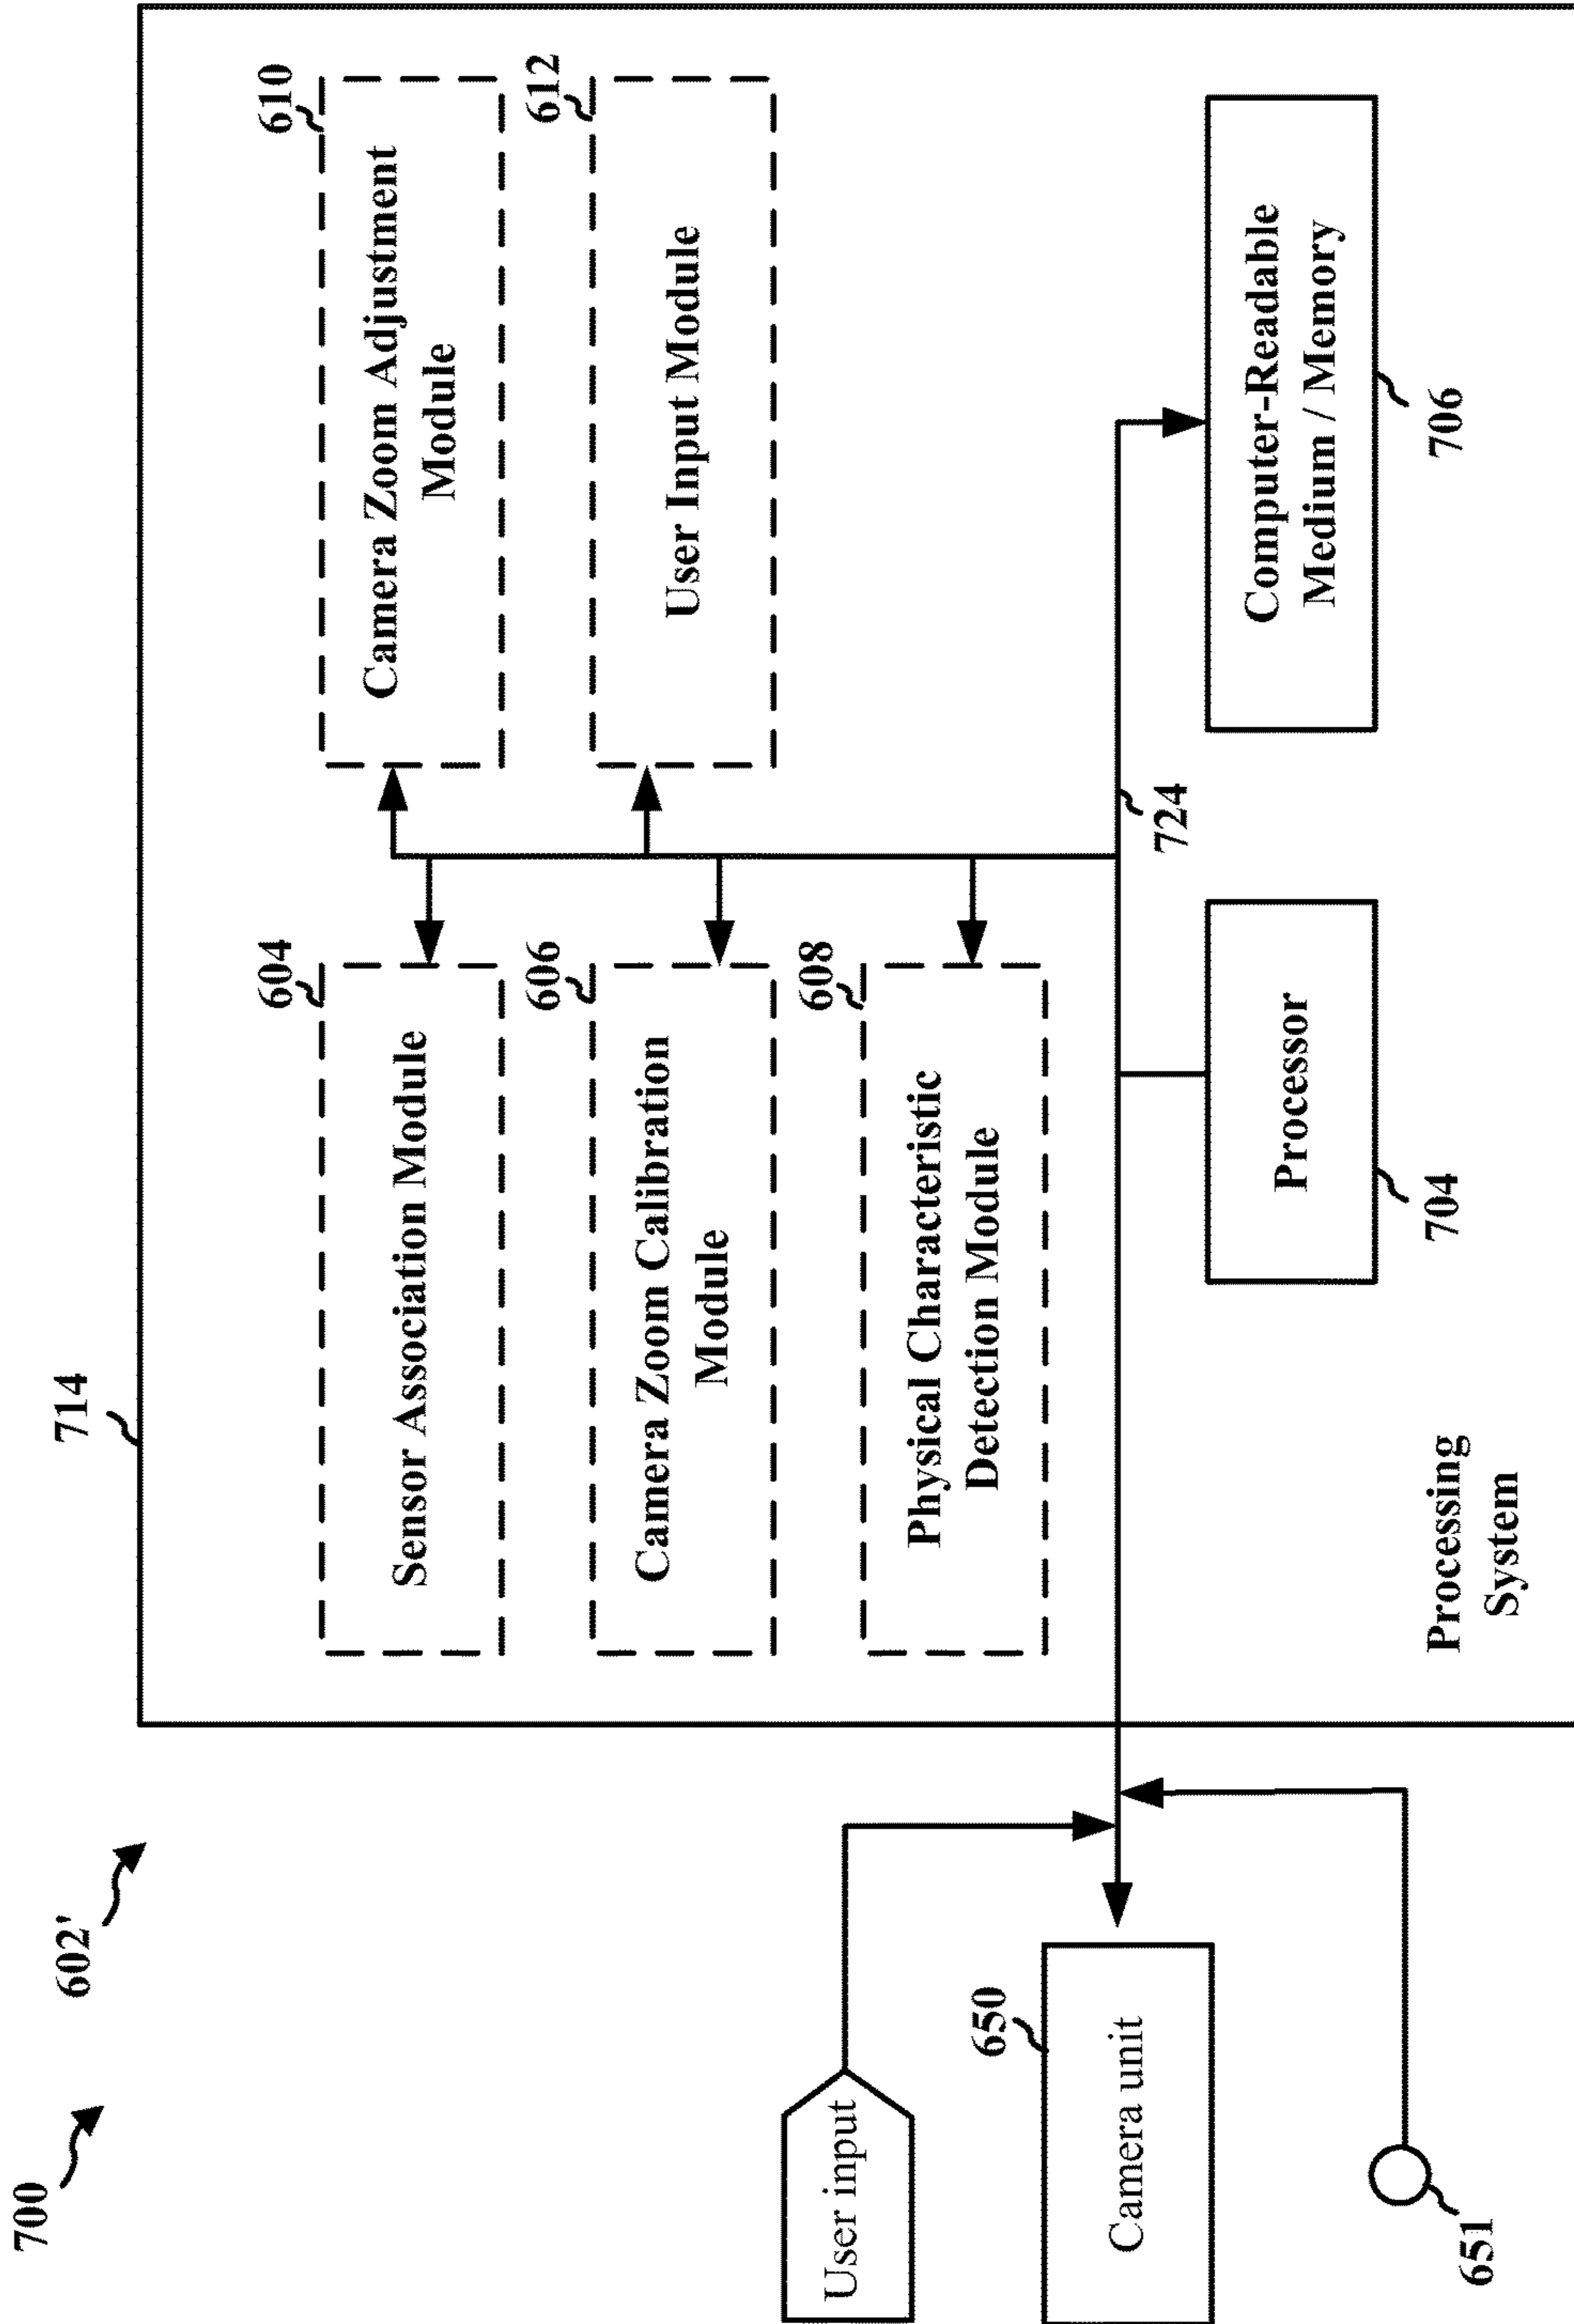 700
602'
714
604
Sensor Association Module
610
Camera Zoom Adjustment
Module
606
Camera Zoom Calibration
Module
612
User Input Module
608
Physical Characteristic
Detection Module
User input
650
Camera unit
651
724
Processor
704
Computer-Readable
Medium / Memory
706
Processing
System